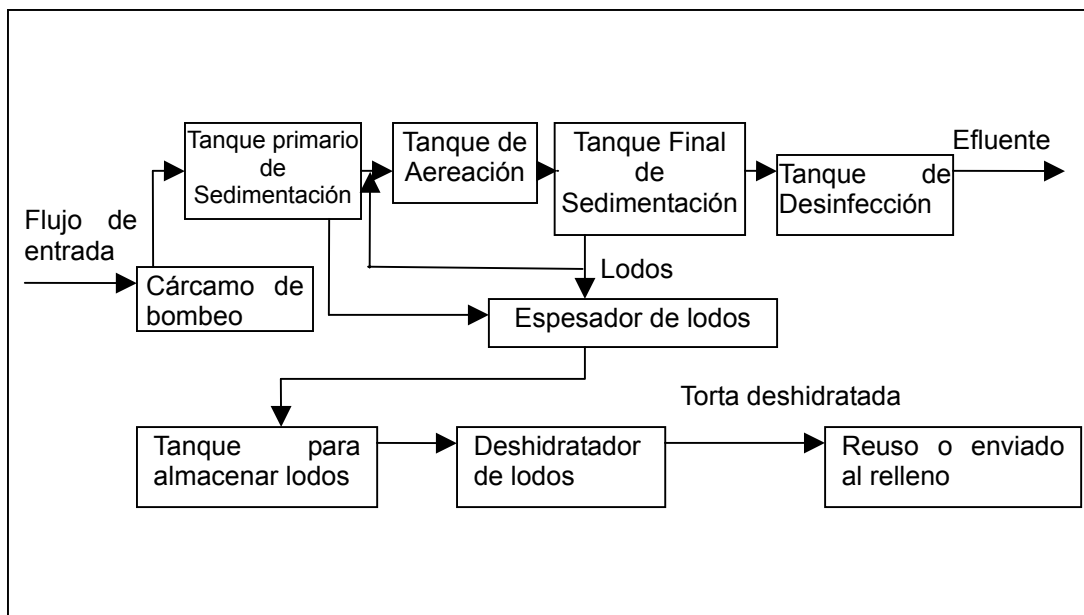 Tanque primario
de
Sedimentación
Tanque de
Aereación
Tanque Final
de
Sedimentación
Tanque de
Desinfección
Efluente
Flujo de
entrada
Cárcamo de
bombeo
Lodos
Espesador de lodos
Torta deshidratada
Tanque para
almacenar lodos
Deshidratador
de lodos
Reuso o enviado
al relleno